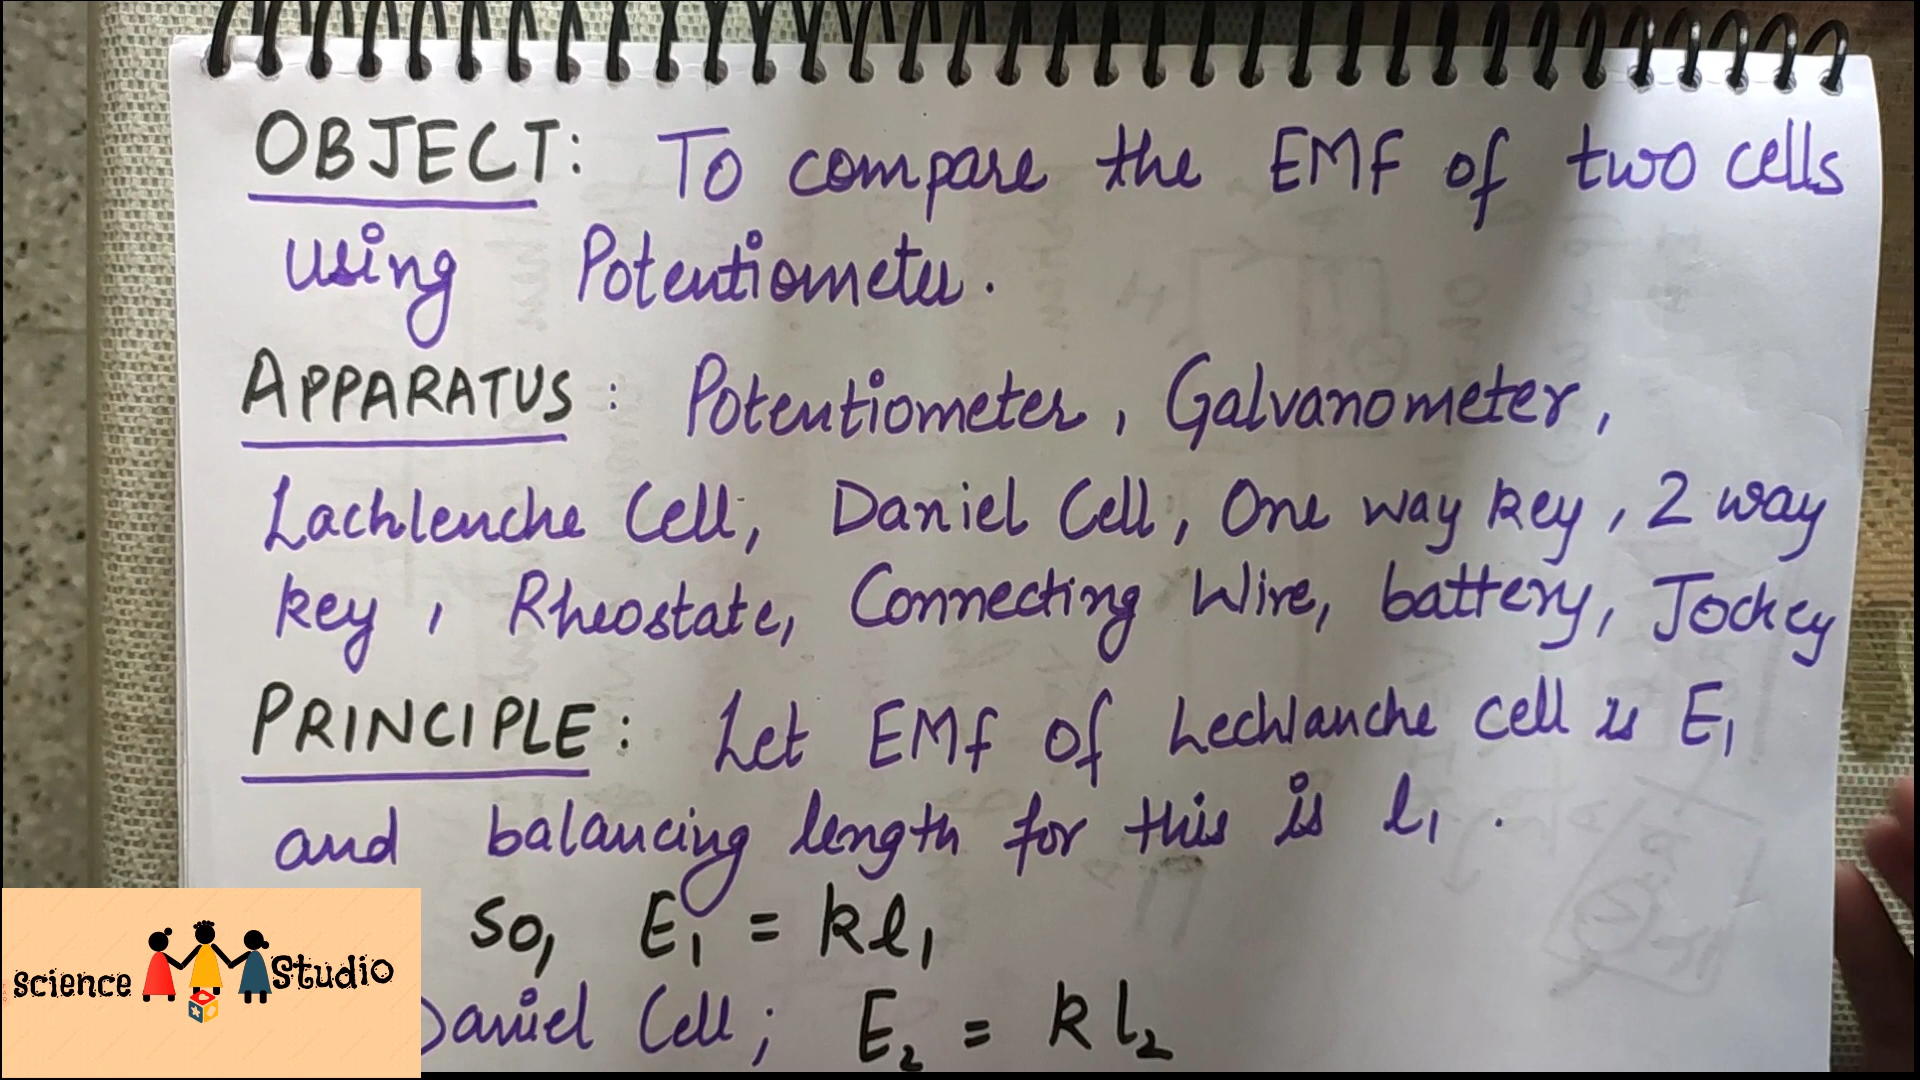 OBJECT: To compare the EMF of two cells
using Potentiometer.
APPARATUS: Potentiometer, Galvanometer,
Lachlenche Cell, Daniel Cell, One way key, 2 way
key, Rheostate, Connecting Wire, battery, Jockey
PRINCIPLE: Let EMf of Lechlanche cell is E₁
and balancing length for this is l₁.
So, E₁ = kl₁
Daniel Cell; E₂ = kl₂
science Studio